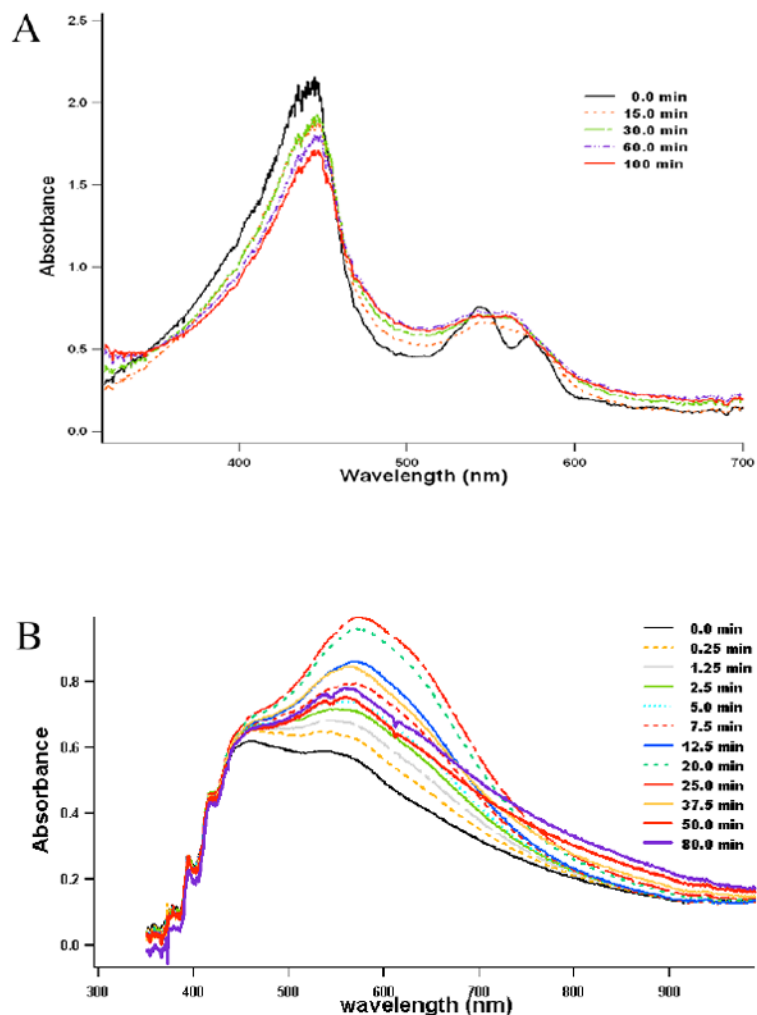 A
2.5
2.0
1.5
1.0
0.5
0.0
Absorbance
0.0 min
15.0 min
30.0 min
60.0 min
100 min
400 500 600 700
Wavelength (nm)
B
0.8
0.6
0.4
0.2
0.0
Absorbance
0.0 min
0.25 min
1.25 min
2.5 min
5.0 min
7.5 min
12.5 min
20.0 min
25.0 min
37.5 min
50.0 min
80.0 min
300 400 500 600 700 800 900
wavelength (nm)